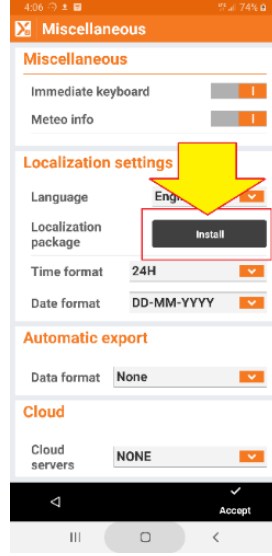 4:06 74%
Miscellaneous
Miscellaneous
Immediate keyboard
Meteo info
Localization settings
Language
Localization package
Install
Time format 24H
Date format DD-MM-YYYY
Automatic export
Data format None
Cloud
Cloud servers NONE
Accept